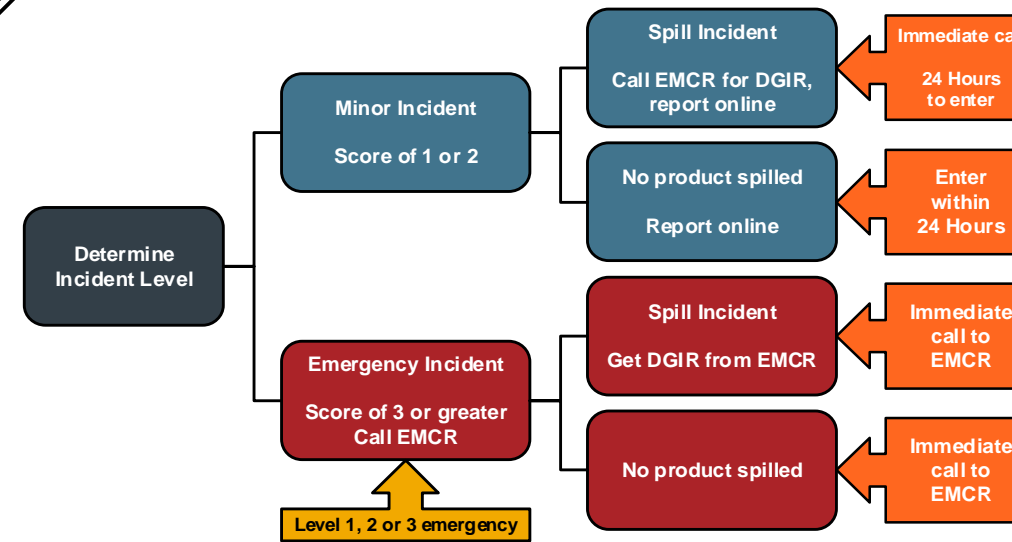 Determine
Incident Level
Minor Incident
Score of 1 or 2
Spill Incident
Call EMCR for DGIR,
report online
Immediate
24 Hours
to enter
No product spilled
Report online
Enter
within
24 Hours
Emergency Incident
Score of 3 or greater
Call EMCR
Level 1, 2 or 3 emergency
Spill Incident
Get DGIR from EMCR
Immediate
call to
EMCR
No product spilled
Immediate
call to
EMCR